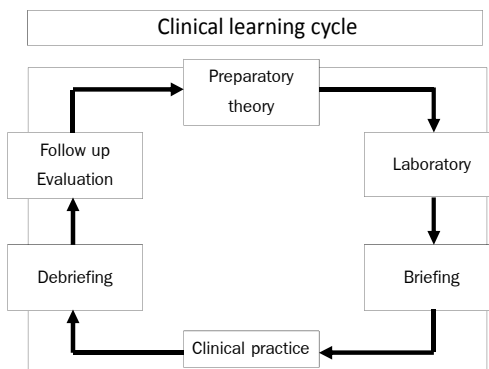 Clinical learning cycle
Preparatory
theory
Laboratory
Briefing
Clinical practice
Debriefing
Follow up
Evaluation